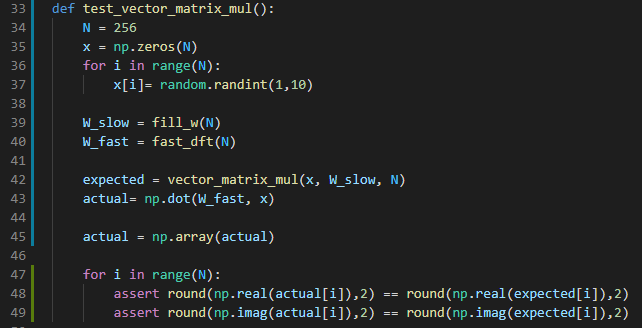 33 def test_vector_matrix_mul():
34     N = 256
35     x = np.zeros(N)
36     for i in range(N):
37         x[i]= random.randint(1,10)
38
39     W_slow = fill_w(N)
40     W_fast = fast_dft(N)
41
42     expected = vector_matrix_mul(x, W_slow, N)
43     actual= np.dot(W_fast, x)
44
45     actual = np.array(actual)
46
47     for i in range(N):
48         assert round(np.real(actual[i]),2) == round(np.real(expected[i]),2)
49         assert round(np.imag(actual[i]),2) == round(np.imag(expected[i]),2)